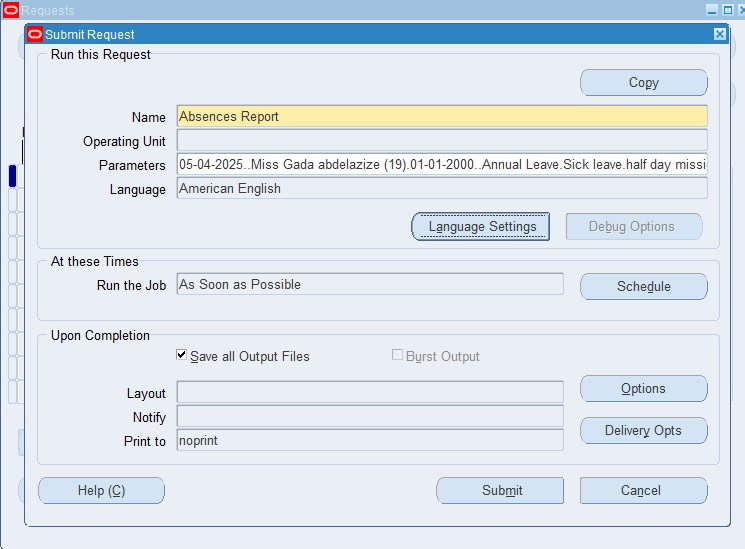 Requests
Submit Request
Run this Request
Copy
Name Absences Report
Operating Unit
Parameters 05-04-2025..Miss Gada abdelazize (19).01-01-2000..Annual Leave.Sick leave.half day missi
Language American English
Language Settings Debug Options
At these Times
Run the Job As Soon as Possible Schedule
Upon Completion
Save all Output Files Burst Output
Layout Options
Notify
Print to noprint Delivery Opts
Help (C) Submit Cancel